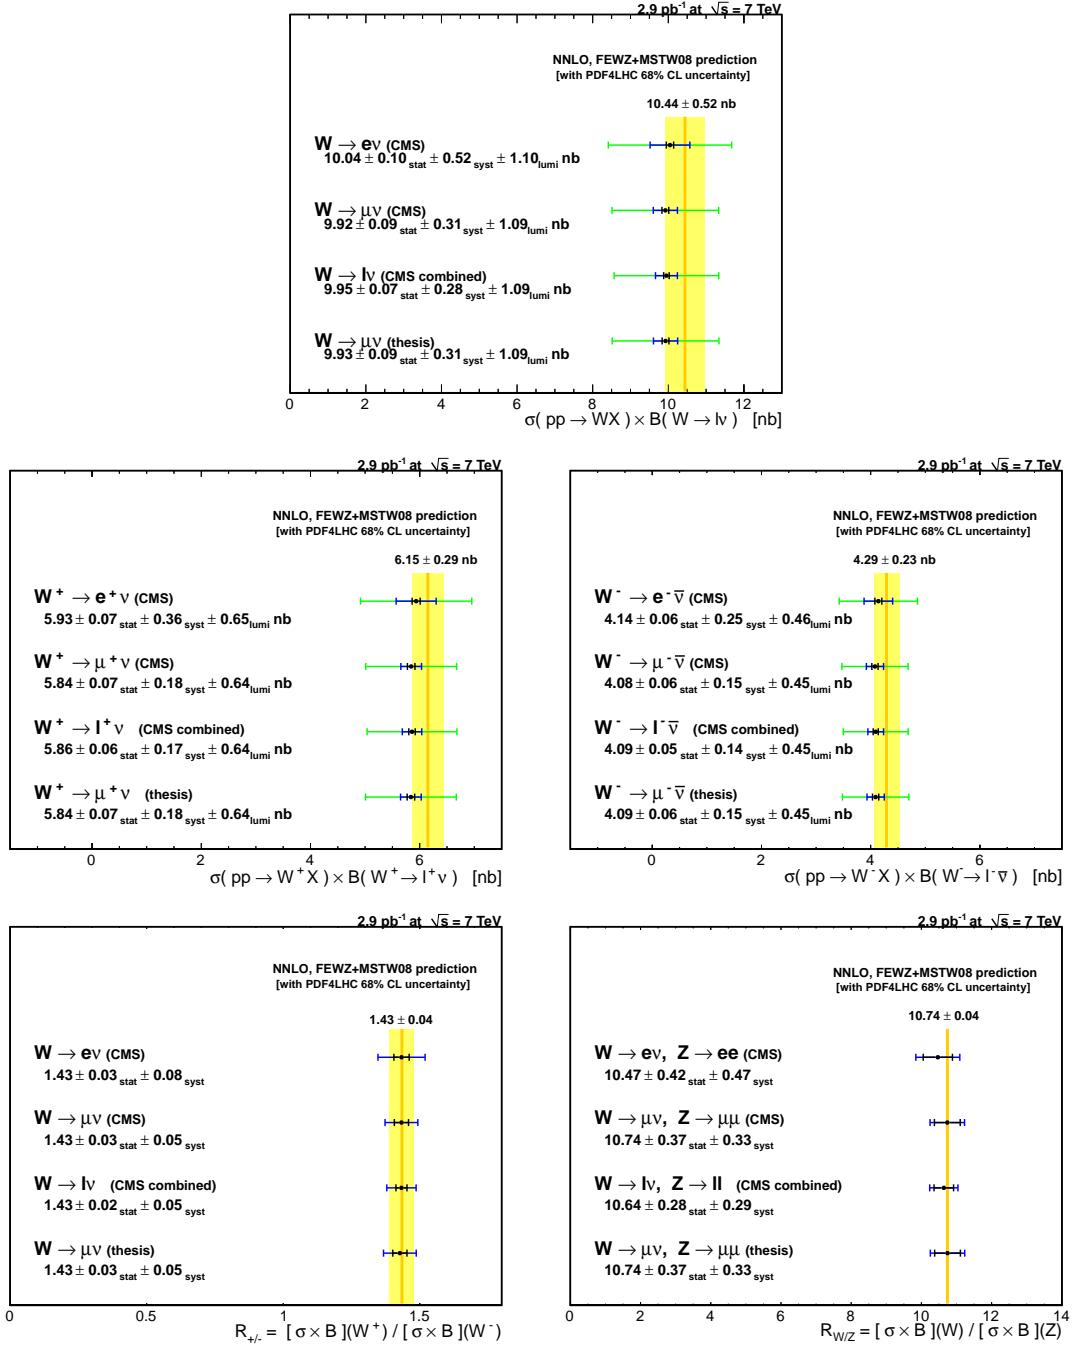 2.9 pb⁻¹ at √s = 7 TeV
NNLO, FEWZ+MSTW08 prediction
[with PDF4LHC 68% CL uncertainty]
10.44 ± 0.52 nb
W → eν (CMS)
10.04 ± 0.10 stat ± 0.52 syst ± 1.10 lumi nb
W → μν (CMS)
9.92 ± 0.09 stat ± 0.31 syst ± 1.09 lumi nb
W → lν (CMS combined)
9.95 ± 0.07 stat ± 0.28 syst ± 1.09 lumi nb
W → μν (thesis)
9.93 ± 0.09 stat ± 0.31 syst ± 1.09 lumi nb
0 2 4 6 8 10 12
σ( pp → WX ) × B( W → lν ) [nb]
2.9 pb⁻¹ at √s = 7 TeV
NNLO, FEWZ+MSTW08 prediction
[with PDF4LHC 68% CL uncertainty]
6.15 ± 0.29 nb
W⁺ → e⁺ν (CMS)
5.93 ± 0.07 stat ± 0.36 syst ± 0.65 lumi nb
W⁺ → μ⁺ν (CMS)
5.84 ± 0.07 stat ± 0.18 syst ± 0.64 lumi nb
W⁺ → l⁺ν (CMS combined)
5.86 ± 0.06 stat ± 0.17 syst ± 0.64 lumi nb
W⁺ → μ⁺ν (thesis)
5.84 ± 0.07 stat ± 0.18 syst ± 0.64 lumi nb
0 2 4 6
σ( pp → W⁺X ) × B( W⁺ → l⁺ν ) [nb]
2.9 pb⁻¹ at √s = 7 TeV
NNLO, FEWZ+MSTW08 prediction
[with PDF4LHC 68% CL uncertainty]
4.29 ± 0.23 nb
W⁻ → e⁻ν̅ (CMS)
4.14 ± 0.06 stat ± 0.25 syst ± 0.46 lumi nb
W⁻ → μ⁻ν̅ (CMS)
4.08 ± 0.06 stat ± 0.15 syst ± 0.45 lumi nb
W⁻ → l⁻ν̅ (CMS combined)
4.09 ± 0.05 stat ± 0.14 syst ± 0.45 lumi nb
W⁻ → μ⁻ν̅ (thesis)
4.09 ± 0.06 stat ± 0.15 syst ± 0.45 lumi nb
0 2 4 6
σ( pp → W⁻X ) × B( W⁻ → l⁻ν̅ ) [nb]
2.9 pb⁻¹ at √s = 7 TeV
NNLO, FEWZ+MSTW08 prediction
[with PDF4LHC 68% CL uncertainty]
1.43 ± 0.04
W → eν (CMS)
1.43 ± 0.03 stat ± 0.08 syst
W → μν (CMS)
1.43 ± 0.03 stat ± 0.05 syst
W → lν (CMS combined)
1.43 ± 0.02 stat ± 0.05 syst
W → μν (thesis)
1.43 ± 0.03 stat ± 0.05 syst
0 0.5 1 1.5
R+/- = [ σ × B ](W⁺) / [ σ × B ](W⁻)
2.9 pb⁻¹ at √s = 7 TeV
NNLO, FEWZ+MSTW08 prediction
[with PDF4LHC 68% CL uncertainty]
10.74 ± 0.04
W → eν, Z → ee (CMS)
10.47 ± 0.42 stat ± 0.47 syst
W → μν, Z → μμ (CMS)
10.74 ± 0.37 stat ± 0.33 syst
W → lν, Z → ll (CMS combined)
10.64 ± 0.28 stat ± 0.29 syst
W → μν, Z → μμ (thesis)
10.74 ± 0.37 stat ± 0.33 syst
0 2 4 6 8 10 12 14
R W/Z = [ σ × B ](W) / [ σ × B ](Z)